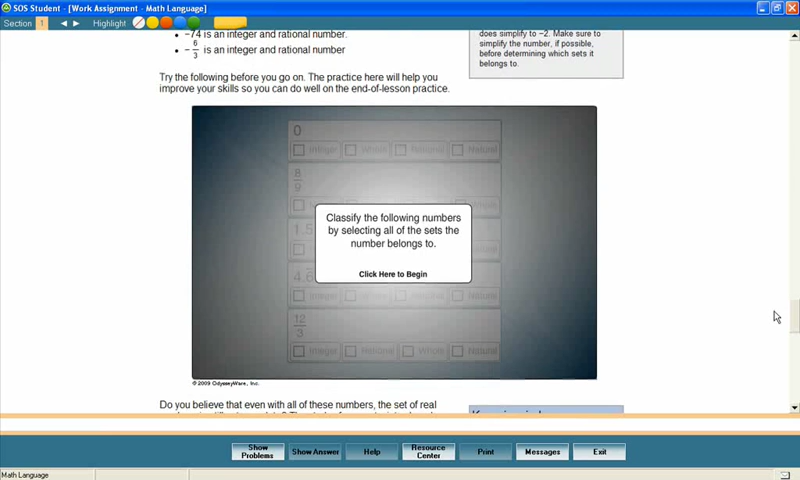 SOS Student - [Work Assignment - Math Language]
Section 1 Highlight
-74 is an integer and rational number.
-6/3 is an integer and rational number
does simplify to -2. Make sure to
simplify the number, if possible,
before determining which sets it
belongs to.
Try the following before you go on. The practice here will help you
improve your skills so you can do well on the end-of-lesson practice.
0
Integer Whole Rational Natural
8/9
1.5
4.6
12/3
Integer Rational Whole Natural
Classify the following numbers
by selecting all of the sets the
number belongs to.
Click Here to Begin
© 2009 OdysseyWare, Inc.
Do you believe that even with all of these numbers, the set of real
Show Problems
Show Answer
Help
Resource Center
Print
Messages
Exit
Math Language